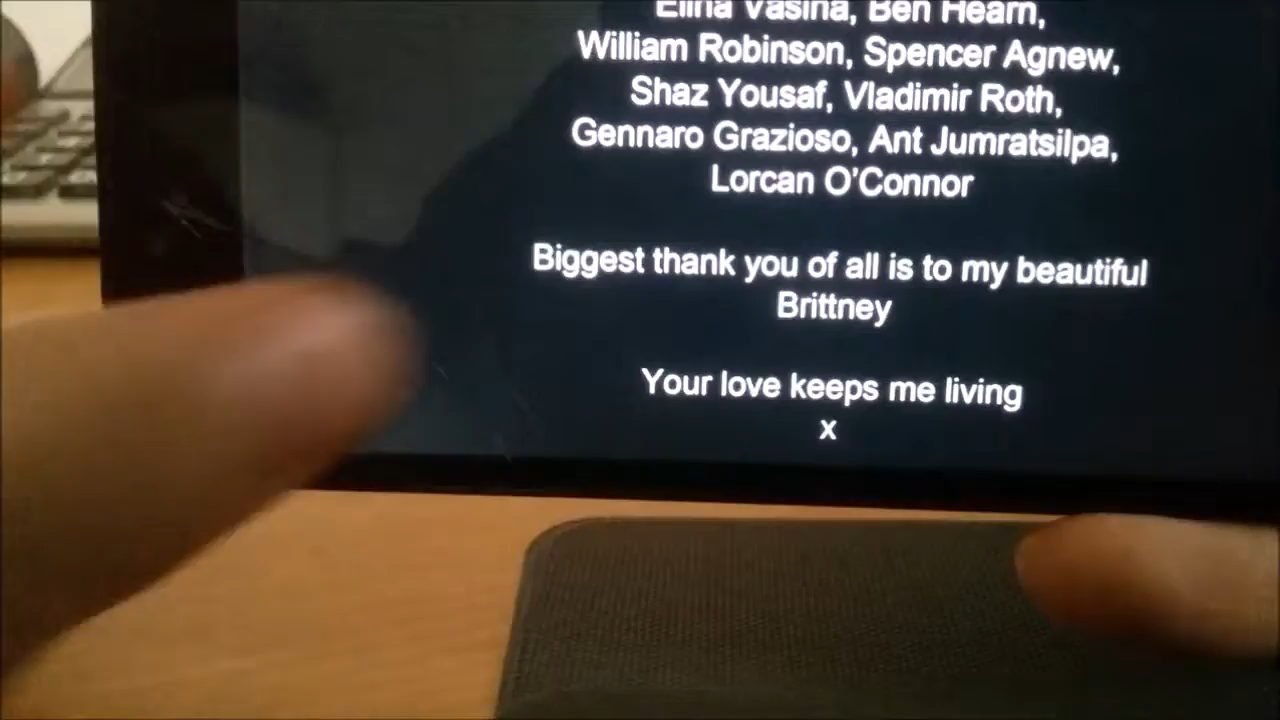 Elina Vasina, Ben Hearn,
William Robinson, Spencer Agnew,
Shaz Yousaf, Vladimir Roth,
Gennaro Grazioso, Ant Jumratsilpa,
Lorcan O'Connor
Biggest thank you of all is to my beautiful
Brittney
Your love keeps me living
x